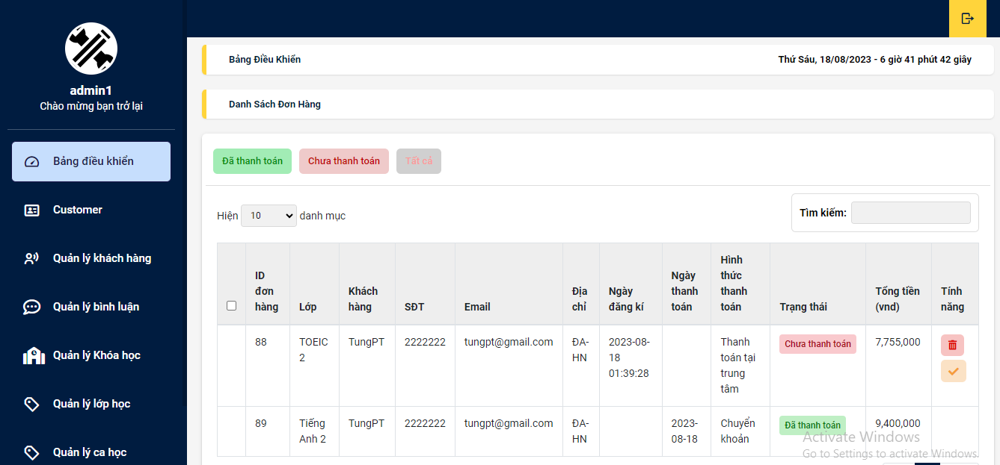 admin1
Chào mừng bạn trở lại
Bảng điều khiển
Customer
Quản lý khách hàng
Quản lý bình luận
Quản lý Khóa học
Quản lý lớp học
Quản lý ca học
Bảng Điều Khiển
Thứ Sáu, 18/08/2023 - 6 giờ 41 phút 42 giây
Danh Sách Đơn Hàng
Đã thanh toán
Chưa thanh toán
Tất cả
Hiện 10 danh mục
Tìm kiếm:
ID
đơn
hàng
Lớp
Khách
hàng
SĐT
Email
Địa
chỉ
Ngày
đăng kí
Ngày
thanh
toán
Hình
thức
thanh
toán
Trạng thái
Tổng tiền
(vnd)
Tính
năng
88
TOEIC
2
TungPT
2222222
tungpt@gmail.com
ĐA-
HN
2023-08-
18
01:39:28
Thanh
toán tại
trung
tâm
Chưa thanh toán
7,755,000
89
Tiếng
Anh 2
TungPT
2222222
tungpt@gmail.com
ĐA-
HN
2023-
08-18
Chuyển
khoản
Đã thanh toán
9,400,000
Activate Windows
Go to Settings to activate Windows.